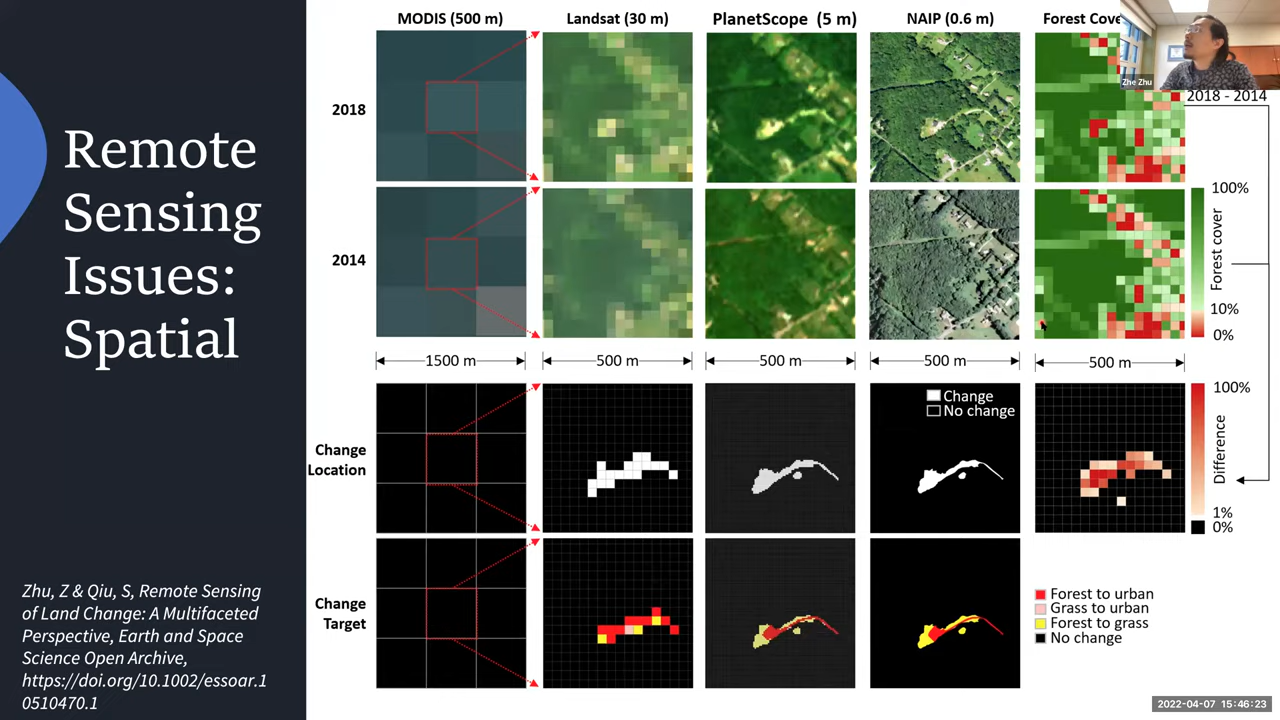 Remote
Sensing
Issues:
Spatial
Zhu, Z & Qiu, S, Remote Sensing
of Land Change: A Multifaceted
Perspective, Earth and Space
Science Open Archive,
https://doi.org/10.1002/essoar.1
0510470.1
MODIS (500 m)
Landsat (30 m)
PlanetScope (5 m)
NAIP (0.6 m)
Forest Cove
Zhe Zhu
2018 - 2014
2018
2014
100%
Forest cover
10%
0%
1500 m
500 m
500 m
500 m
500 m
Change
Location
Change
No change
100%
Difference
1%
0%
Change
Target
Forest to urban
Grass to urban
Forest to grass
No change
2022-04-07 15:46:23